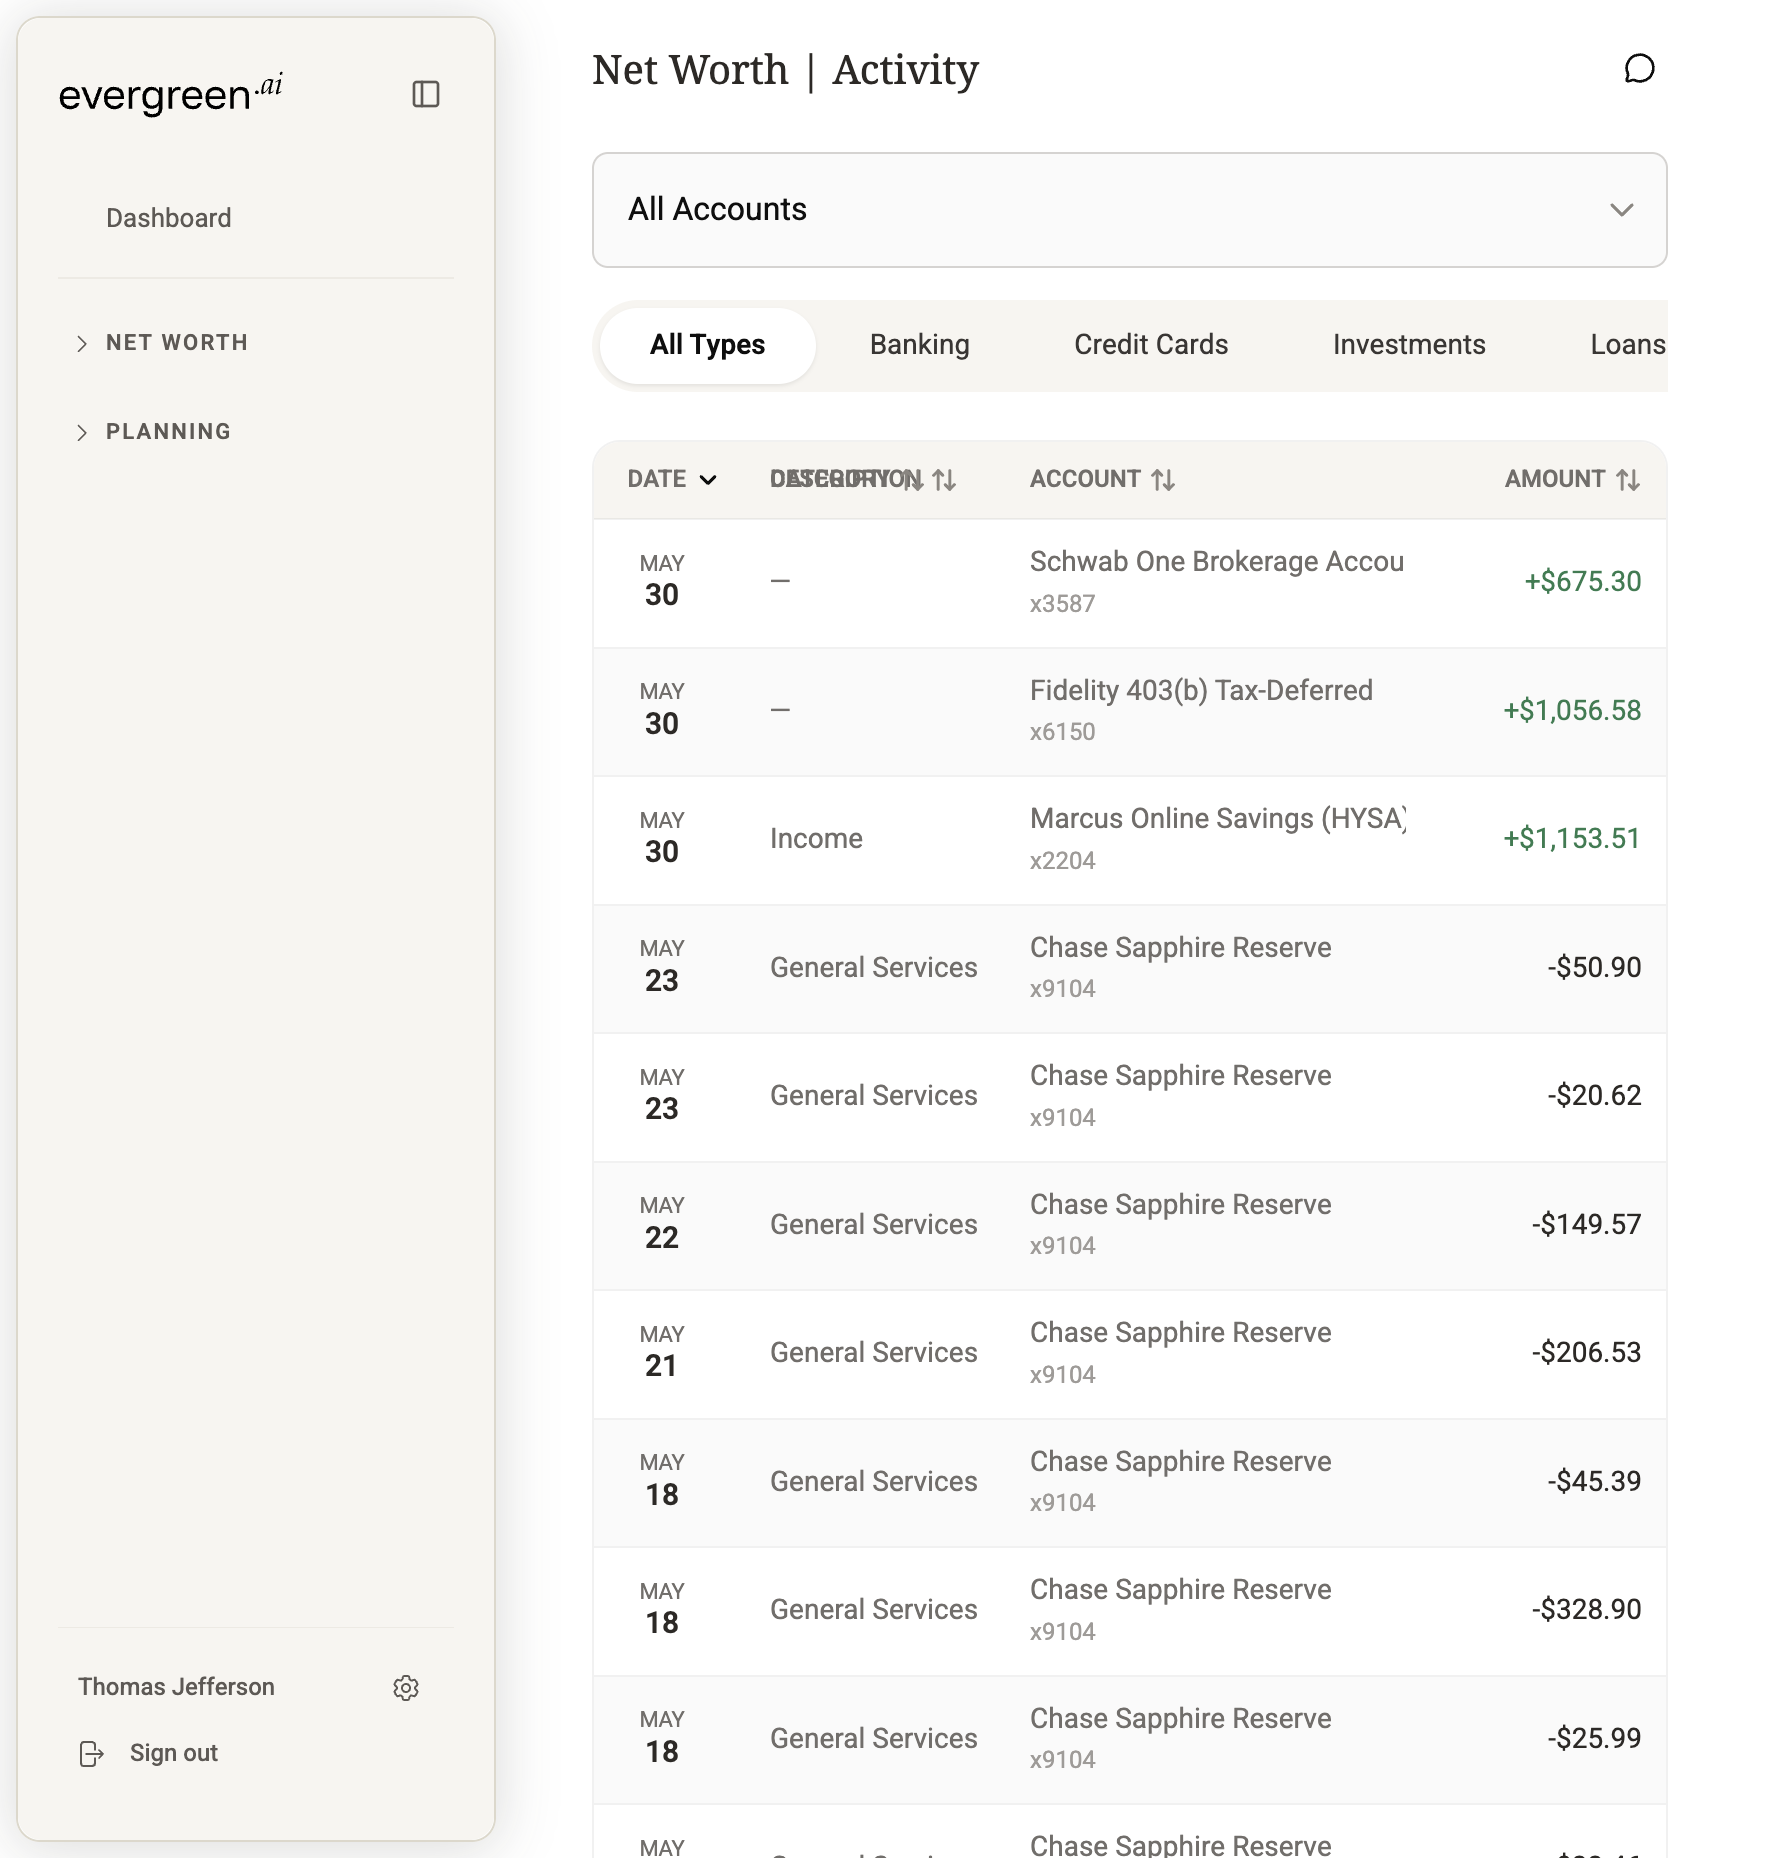 evergreen.ai
Dashboard
NET WORTH
PLANNING
Thomas Jefferson
Sign out
Net Worth | Activity
All Accounts
All Types Banking Credit Cards Investments Loans
DATE DESCRIPTION CATEGORY ACCOUNT AMOUNT
MAY
30
—
Schwab One Brokerage Accou
x3587
+$675.30
MAY
30
—
Fidelity 403(b) Tax-Deferred
x6150
+$1,056.58
MAY
30
Income
Marcus Online Savings (HYSA)
x2204
+$1,153.51
MAY
23
General Services
Chase Sapphire Reserve
x9104
-$50.90
MAY
23
General Services
Chase Sapphire Reserve
x9104
-$20.62
MAY
22
General Services
Chase Sapphire Reserve
x9104
-$149.57
MAY
21
General Services
Chase Sapphire Reserve
x9104
-$206.53
MAY
18
General Services
Chase Sapphire Reserve
x9104
-$45.39
MAY
18
General Services
Chase Sapphire Reserve
x9104
-$328.90
MAY
18
General Services
Chase Sapphire Reserve
x9104
-$25.99
MAY
Chase Sapphire Reserve